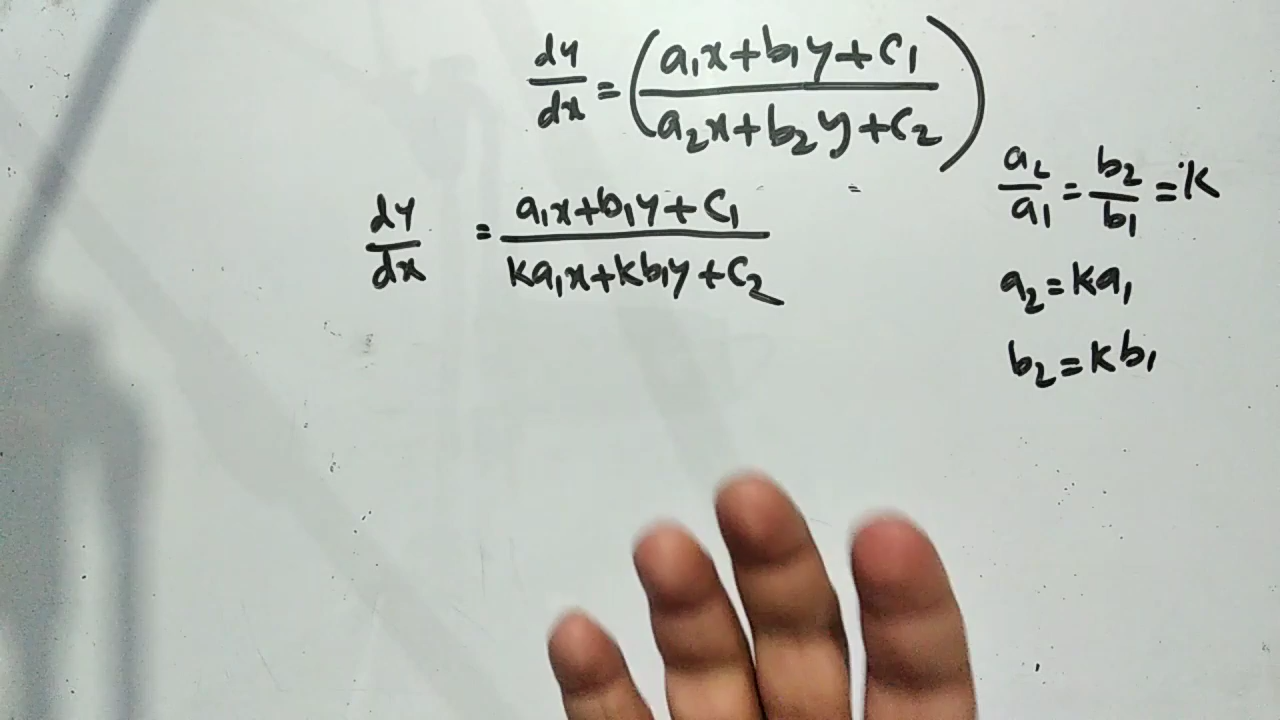 dy/dx = (a₁x+b₁y+c₁ / a₂x+b₂y+c₂)
a₂/a₁ = b₂/b₁ = k
dy/dx = a₁x+b₁y+c₁ / ka₁x+kb₁y+c₂
a₂=ka₁
b₂=kb₁